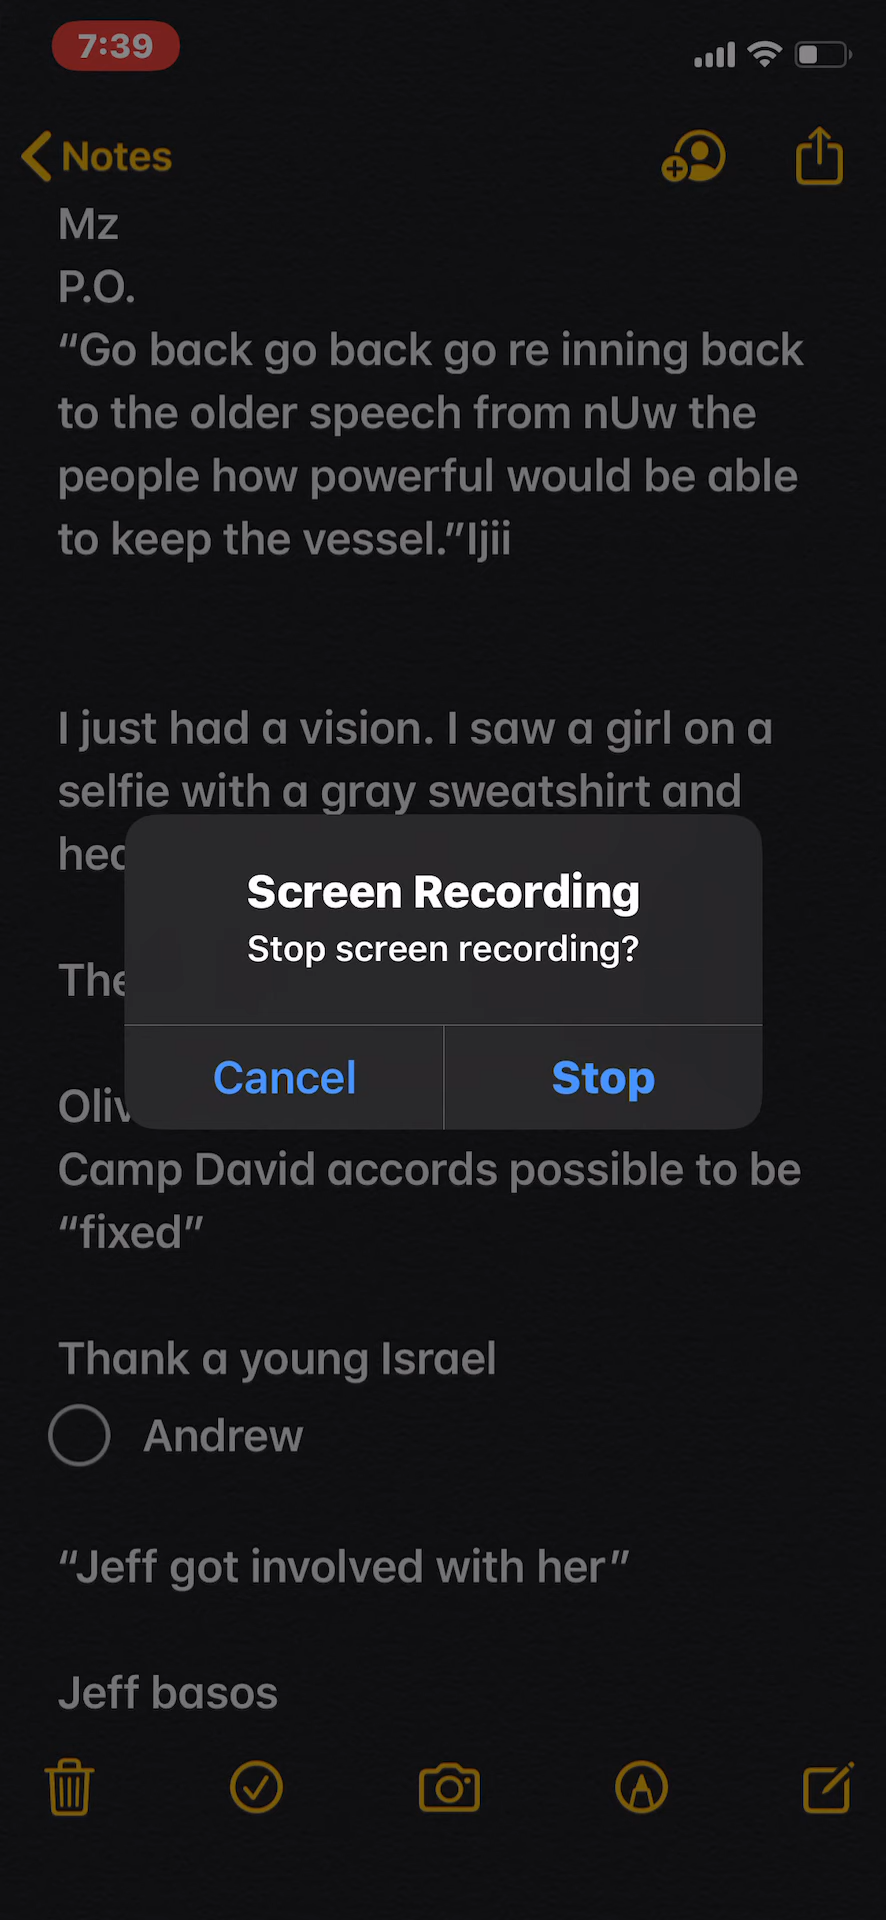 7:39
Notes
Mz
P.O.
“Go back go back go re inning back
to the older speech from nUw the
people how powerful would be able
to keep the vessel.”Ijii
I just had a vision. I saw a girl on a
selfie with a gray sweatshirt and
Screen Recording
Stop screen recording?
Cancel
Stop
Camp David accords possible to be
“fixed”
Thank a young Israel
Andrew
“Jeff got involved with her”
Jeff basos